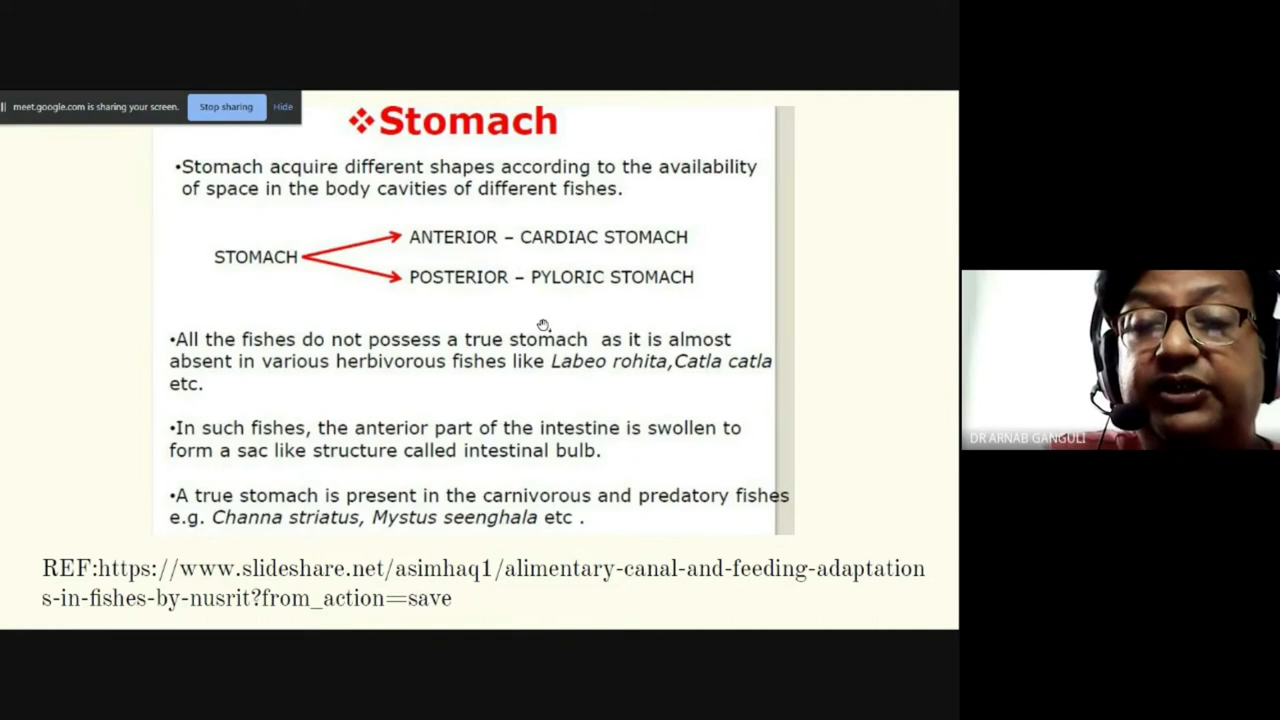 meet.google.com is sharing your screen.
Stop sharing
Hide
❖Stomach
•Stomach acquire different shapes according to the availability
of space in the body cavities of different fishes.
STOMACH
ANTERIOR – CARDIAC STOMACH
POSTERIOR – PYLORIC STOMACH
•All the fishes do not possess a true stomach as it is almost
absent in various herbivorous fishes like Labeo rohita,Catla catla
etc.
•In such fishes, the anterior part of the intestine is swollen to
form a sac like structure called intestinal bulb.
•A true stomach is present in the carnivorous and predatory fishes
e.g. Channa striatus, Mystus seenghala etc .
REF:https://www.slideshare.net/asimhaq1/alimentary-canal-and-feeding-adaptation
s-in-fishes-by-nusrit?from_action=save
DR ARNAB GANGULI